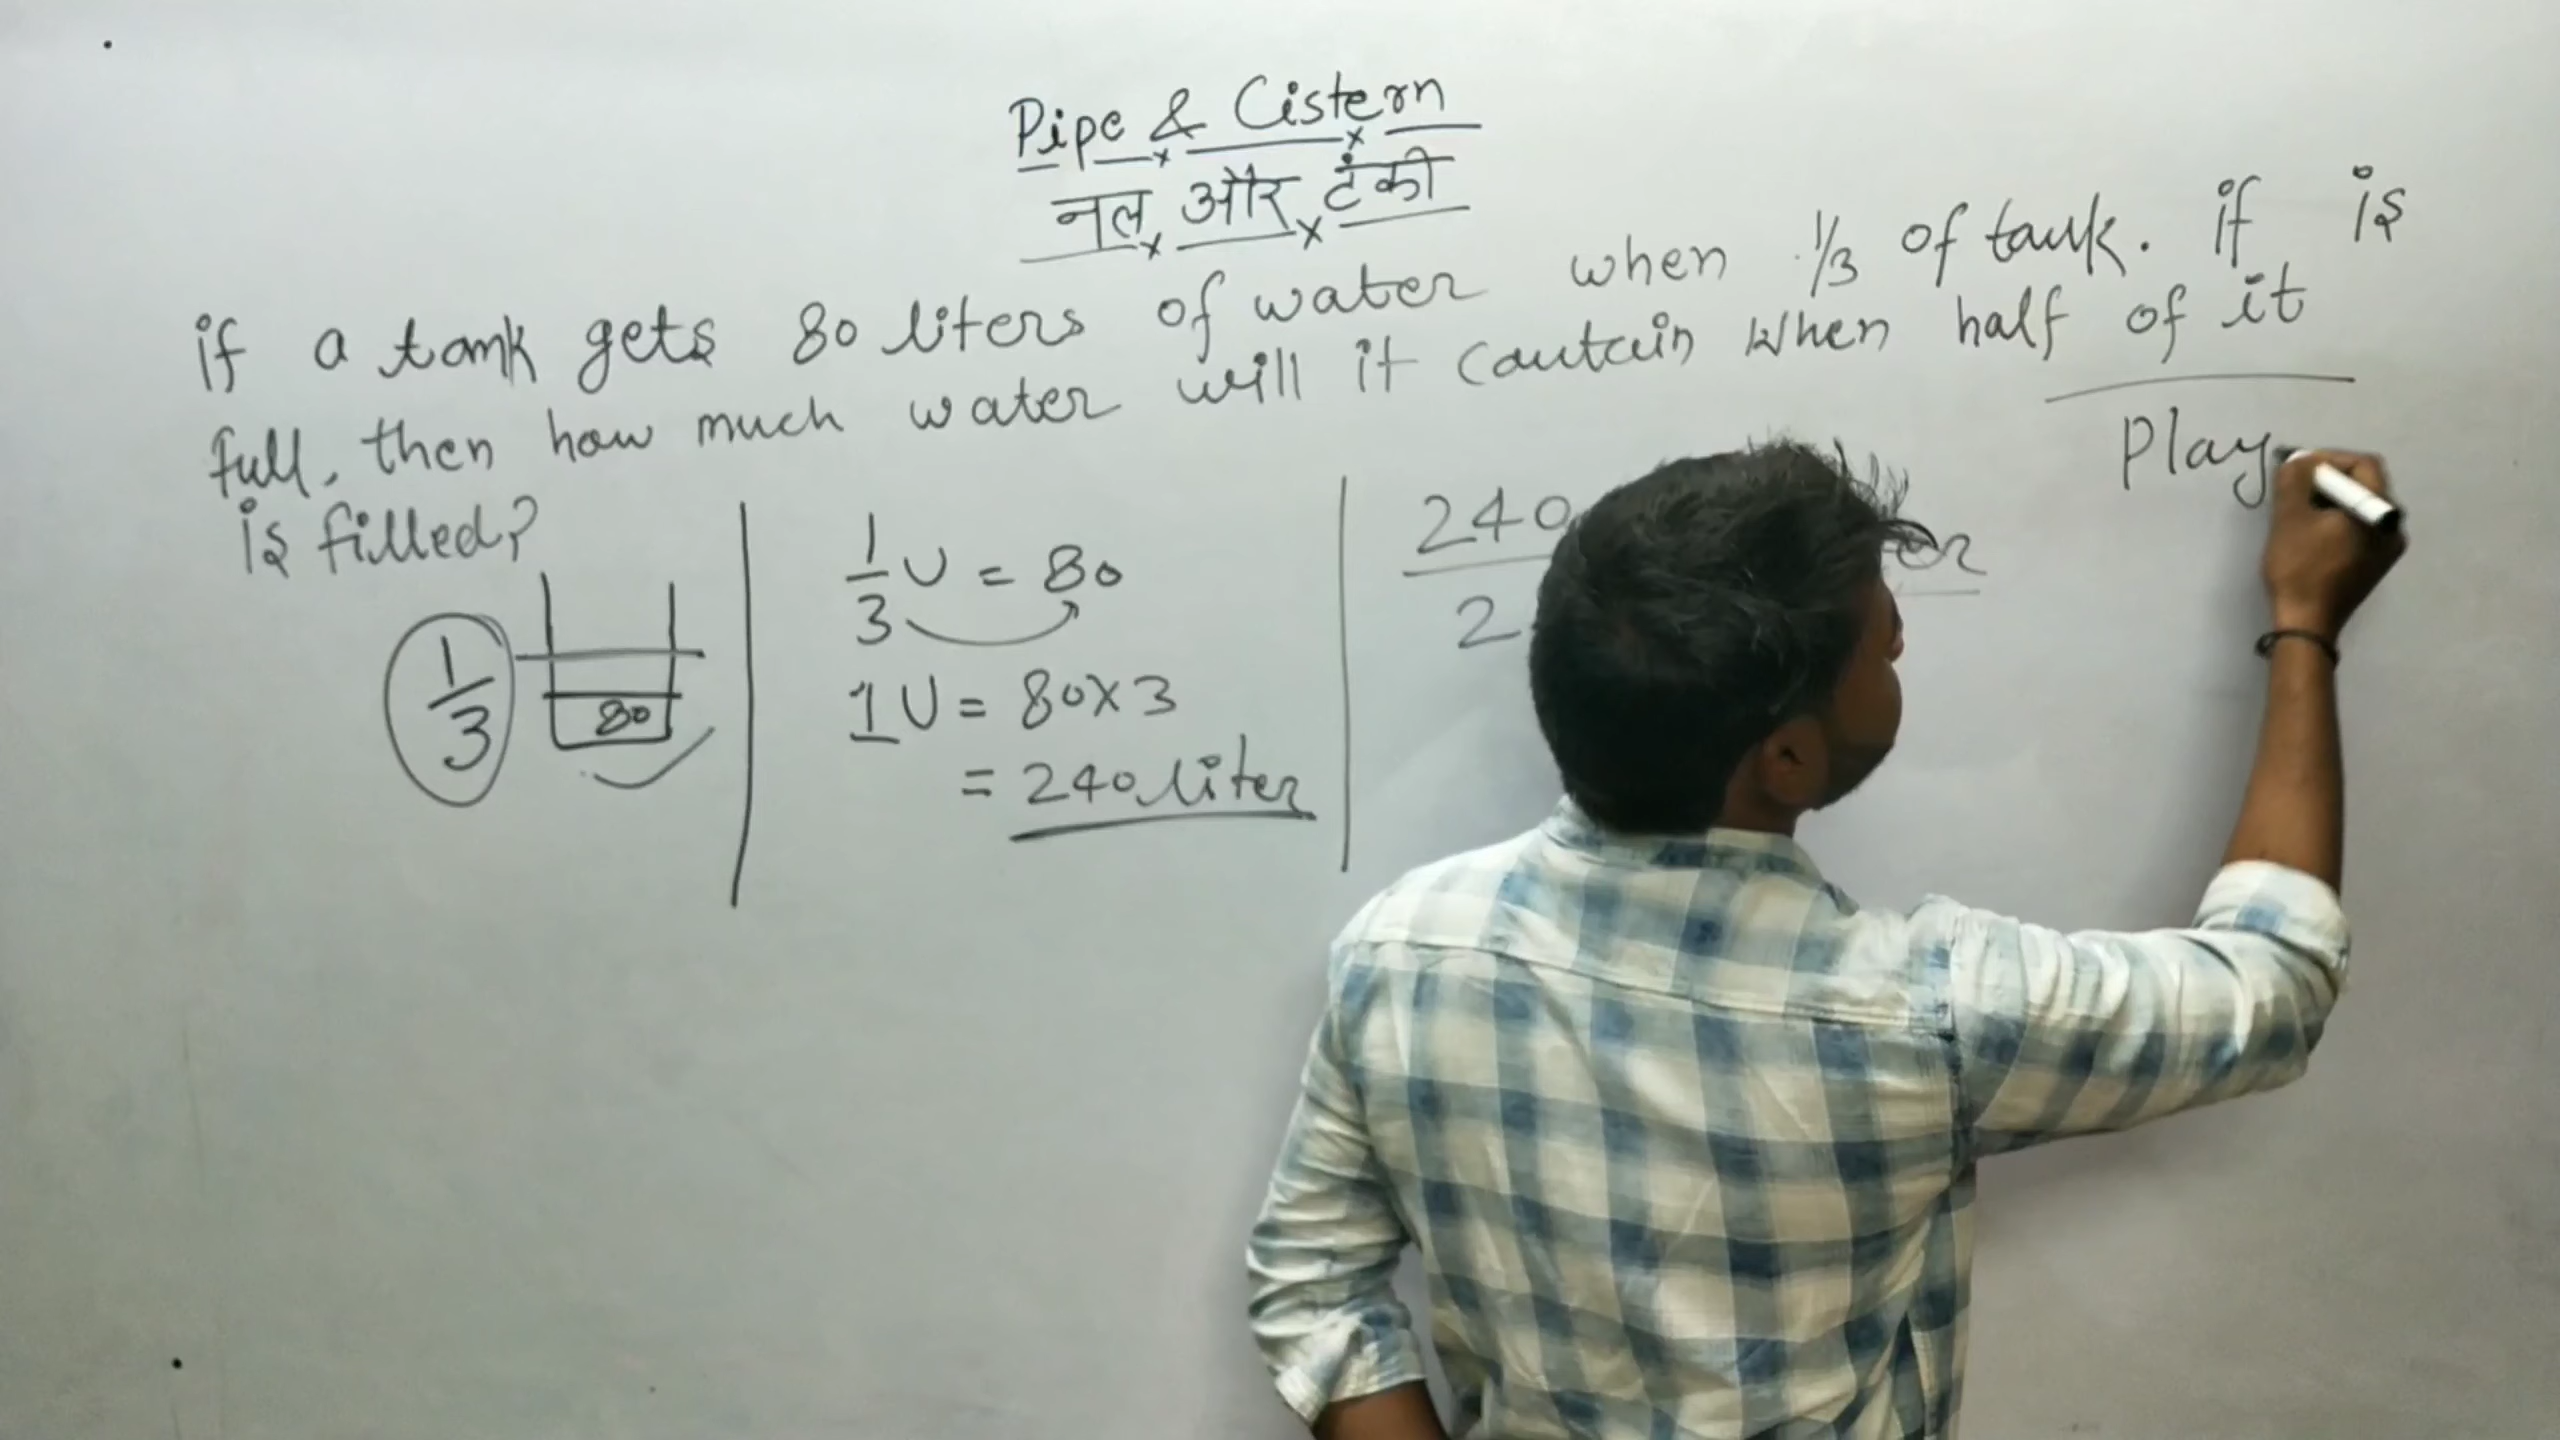 Pipe & Cistern
नल और टंकी
if a tank gets 80 liters of water when 1/3 of tank. if is
full, then how much water will it contain when half of it
is filled?
1/3
80
1/3 U = 80
1 U = 80x3
= 240 liter
240
2
Play